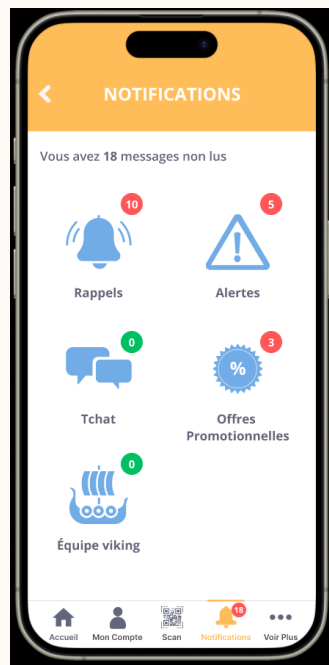 NOTIFICATIONS
Vous avez 18 messages non lus
10
5
Rappels
Alertes
0
3
%
Tchat
Offres
Promotionnelles
0
Équipe viking
18
Accueil
Mon Compte
Scan
Notifications
Voir Plus